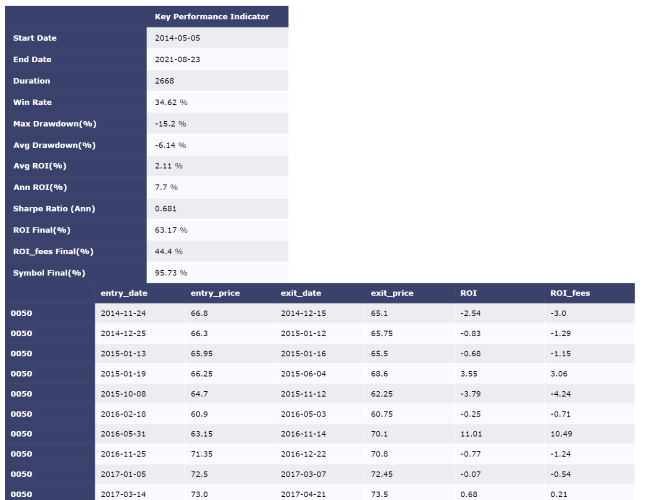 Key Performance Indicator
Start Date 2014-05-05
End Date 2021-08-23
Duration 2668
Win Rate 34.62 %
Max Drawdown(%) -15.2 %
Avg Drawdown(%) -6.14 %
Avg ROI(%) 2.11 %
Ann ROI(%) 7.7 %
Sharpe Ratio (Ann) 0.681
ROI Final(%) 63.17 %
ROI_fees Final(%) 44.4 %
Symbol Final(%) 95.73 %
entry_date entry_price exit_date exit_price ROI ROI_fees
0050 2014-11-24 66.8 2014-12-15 65.1 -2.54 -3.0
0050 2014-12-25 66.3 2015-01-12 65.75 -0.83 -1.29
0050 2015-01-13 65.95 2015-01-16 65.5 -0.68 -1.15
0050 2015-01-19 66.25 2015-06-04 68.6 3.55 3.06
0050 2015-10-08 64.7 2015-11-12 62.25 -3.79 -4.24
0050 2016-02-18 60.9 2016-05-03 60.75 -0.25 -0.71
0050 2016-05-31 63.15 2016-11-14 70.1 11.01 10.49
0050 2016-11-25 71.35 2016-12-22 70.8 -0.77 -1.24
0050 2017-01-05 72.5 2017-03-07 72.45 -0.07 -0.54
0050 2017-03-14 73.0 2017-04-21 73.5 0.68 0.21